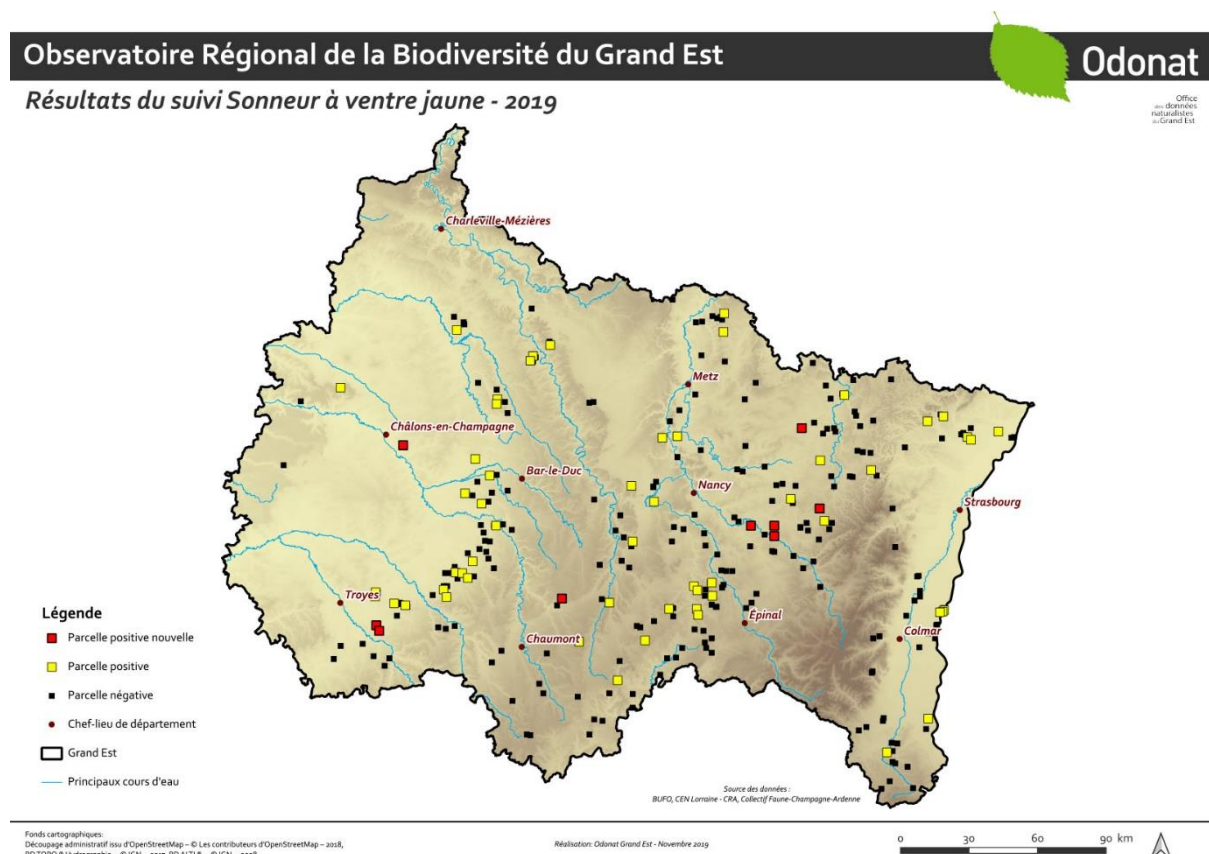 Observatoire Régional de la Biodiversité du Grand Est
Odonat
Résultats du suivi Sonneur à ventre jaune - 2019
Office
des données
naturalistes
du Grand Est
Charleville-Mézières
Metz
Châlons-en-Champagne
Bar-le-Duc
Nancy
Strasbourg
Troyes
Épinal
Chaumont
Colmar
Légende
Parcelle positive nouvelle
Parcelle positive
Parcelle négative
Chef-lieu de département
Grand Est
Principaux cours d'eau
Source des données :
BUFO, CEN Lorraine - CRA, Collectif Faune-Champagne-Ardenne
Fonds cartographiques:
Découpage administratif issu d'OpenStreetMap – © Les contributeurs d'OpenStreetMap – 2018,
Réalisation: Odonat Grand Est - Novembre 2019
0 30 60 90 km